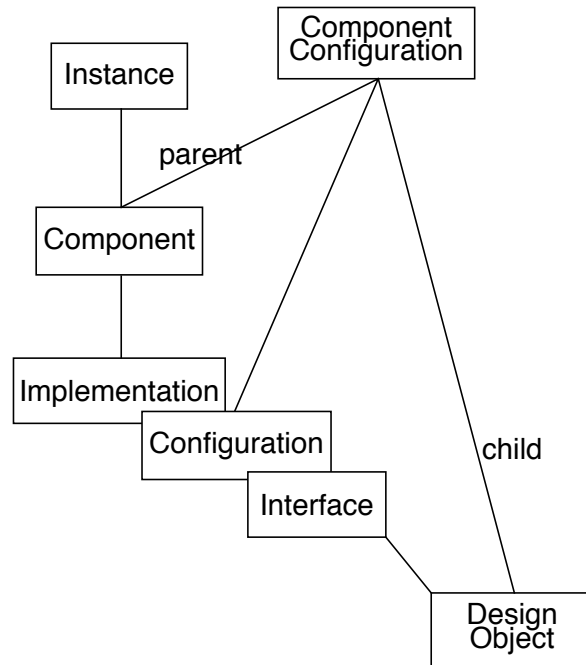 Component
Configuration
Instance
parent
Component
Implementation
Configuration
child
Interface
Design
Object